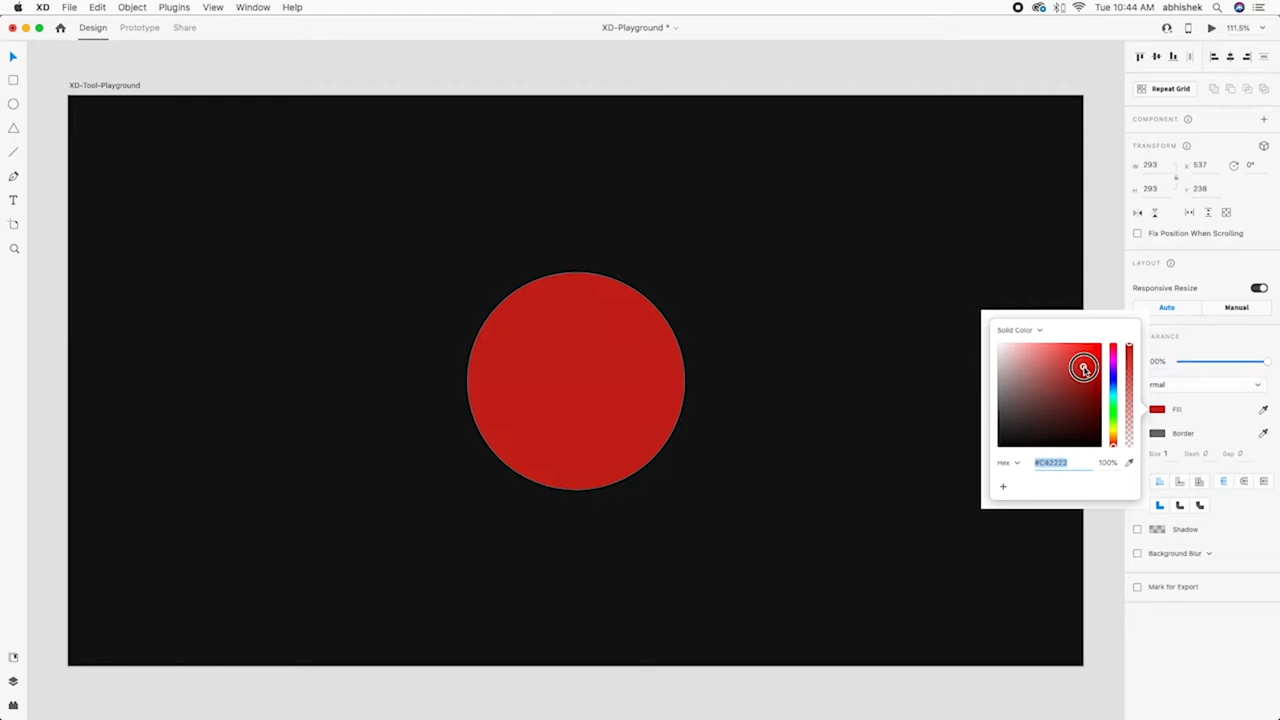 XD File Edit Object Plugins View Window Help Tue 10:44 AM abhishek
Design Prototype Share XD-Playground * 111.5%
XD-Tool-Playground
Repeat Grid
COMPONENT
TRANSFORM
W 293 X 537 0°
H 293 Y 238
Fix Position When Scrolling
LAYOUT
Responsive Resize
Auto Manual
Solid Color
ARANCE
00%
rmal
Fill
Border
Size 1 Dash 0 Gap 0
Hex #C42222 100%
+
T
Shadow
Background Blur
Mark for Export